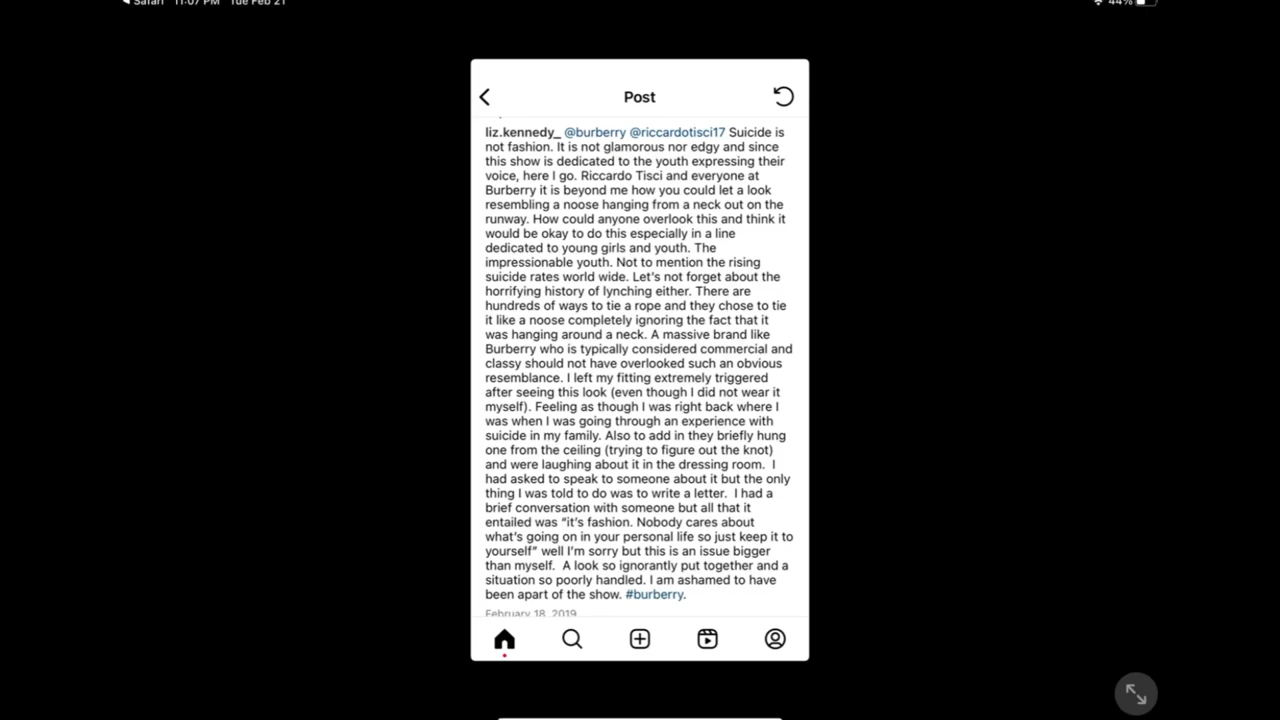 Safari 11:07 PM Tue Feb 21
44%
Post
liz.kennedy_ @burberry @riccardotisci17 Suicide is
not fashion. It is not glamorous nor edgy and since
this show is dedicated to the youth expressing their
voice, here I go. Riccardo Tisci and everyone at
Burberry it is beyond me how you could let a look
resembling a noose hanging from a neck out on the
runway. How could anyone overlook this and think it
would be okay to do this especially in a line
dedicated to young girls and youth. The
impressionable youth. Not to mention the rising
suicide rates world wide. Let's not forget about the
horrifying history of lynching either. There are
hundreds of ways to tie a rope and they chose to tie
it like a noose completely ignoring the fact that it
was hanging around a neck. A massive brand like
Burberry who is typically considered commercial and
classy should not have overlooked such an obvious
resemblance. I left my fitting extremely triggered
after seeing this look (even though I did not wear it
myself). Feeling as though I was right back where I
was when I was going through an experience with
suicide in my family. Also to add in they briefly hung
one from the ceiling (trying to figure out the knot)
and were laughing about it in the dressing room. I
had asked to speak to someone about it but the only
thing I was told to do was to write a letter. I had a
brief conversation with someone but all that it
entailed was “it's fashion. Nobody cares about
what's going on in your personal life so just keep it to
yourself” well I'm sorry but this is an issue bigger
than myself. A look so ignorantly put together and a
situation so poorly handled. I am ashamed to have
been apart of the show. #burberry.
February 18, 2019